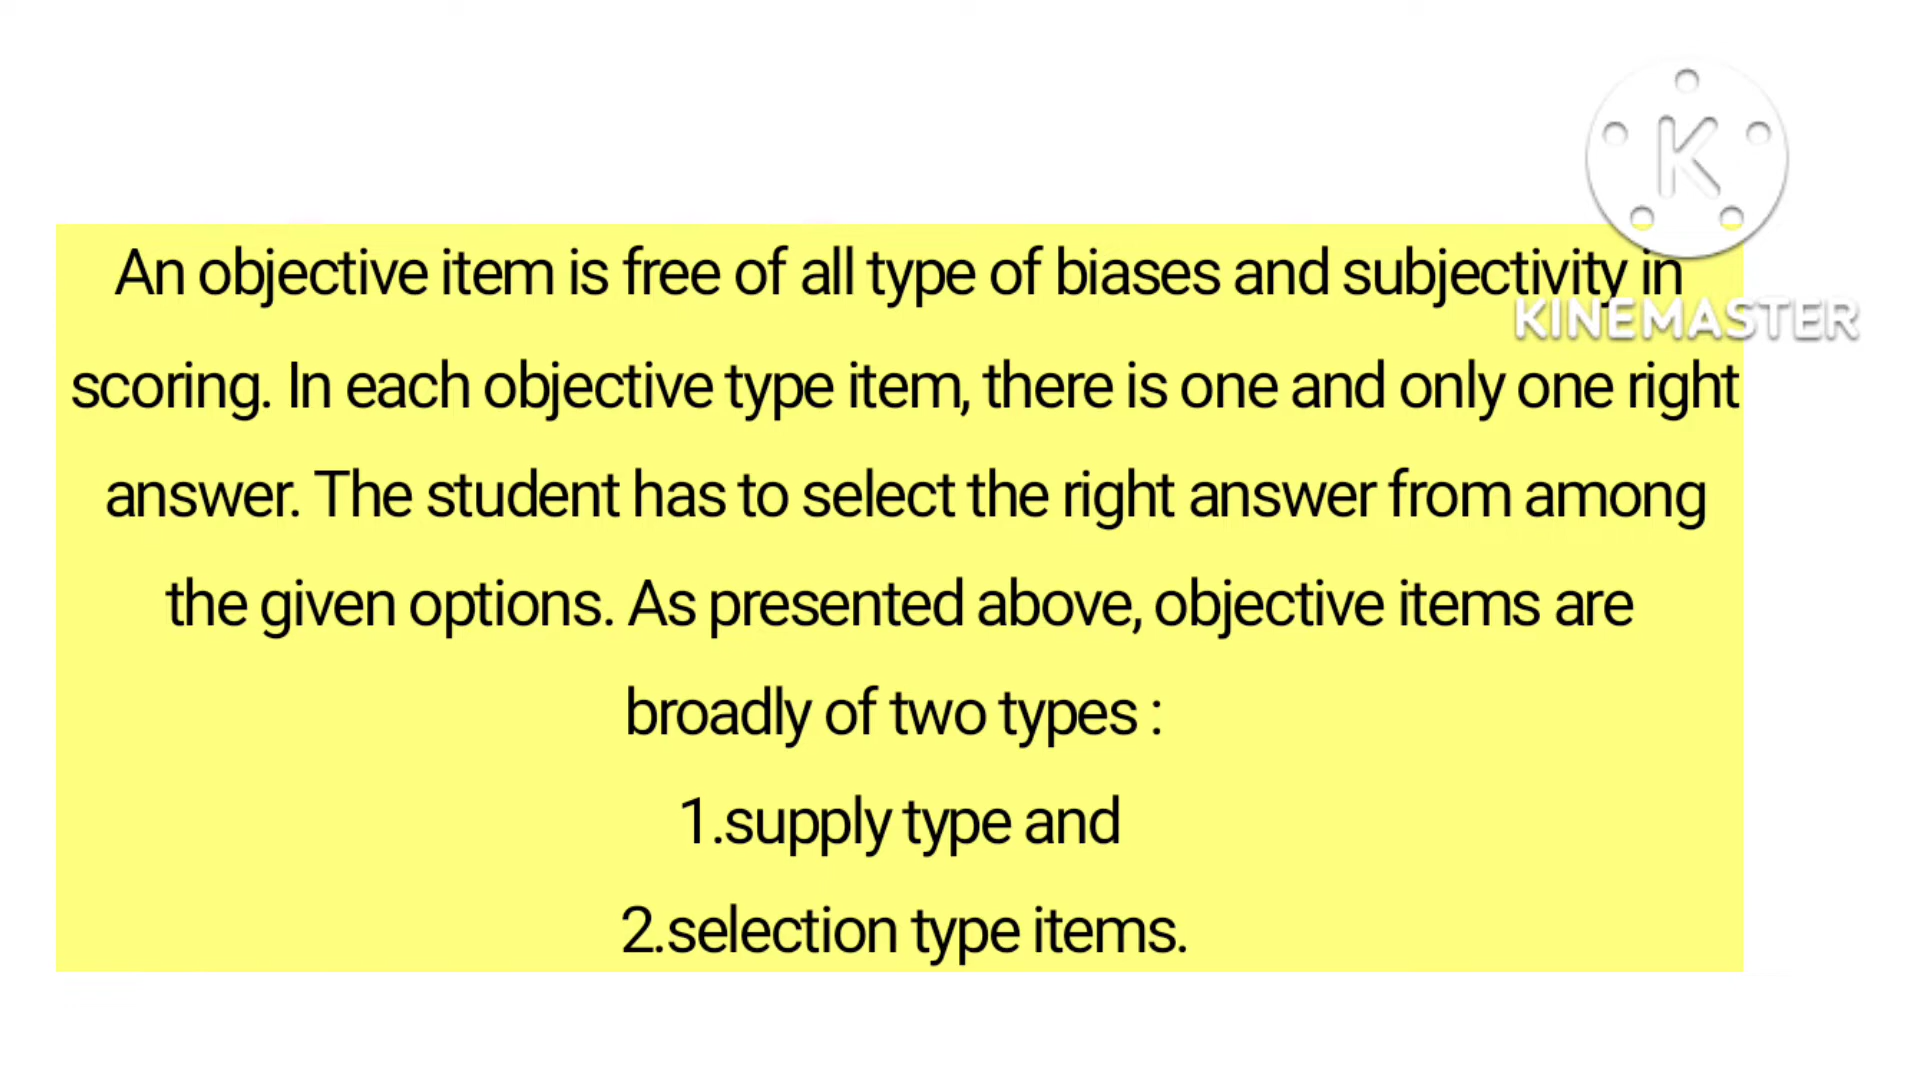 K
An objective item is free of all type of biases and subjectivity in
KINEMASTER
scoring. In each objective type item, there is one and only one right
answer. The student has to select the right answer from among
the given options. As presented above, objective items are
broadly of two types :
1.supply type and
2.selection type items.